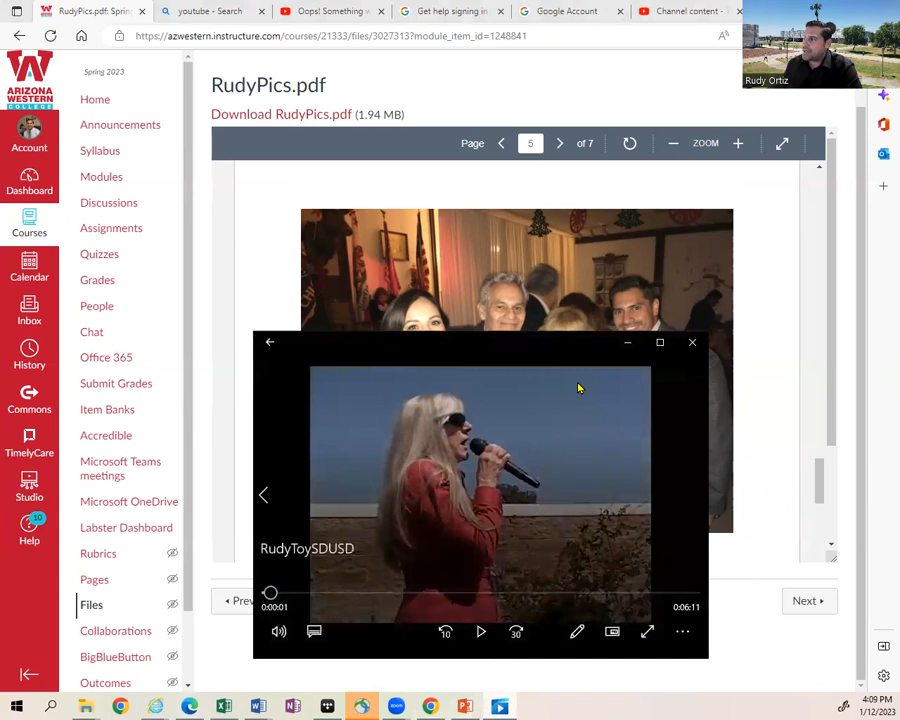 RudyPics.pdf: Spring
youtube - Search
Oops! Something w
Get help signing in
Google Account
Channel content -
https://azwestern.instructure.com/courses/21333/files/3027313?module_item_id=1248841
Rudy Ortiz
ARIZONA
WESTERN
COLLEGE
Account
Dashboard
Courses
Calendar
Inbox
History
Commons
TimelyCare
Studio
10
Help
Spring 2023
Home
Announcements
Syllabus
Modules
Discussions
Assignments
Quizzes
Grades
People
Chat
Office 365
Submit Grades
Item Banks
Accredible
Microsoft Teams
meetings
Microsoft OneDrive
Labster Dashboard
Rubrics
Pages
Files
Collaborations
BigBlueButton
Outcomes
RudyPics.pdf
Download RudyPics.pdf (1.94 MB)
Page 5 of 7 ZOOM
RudyToySDUSD
0:00:01 0:06:11
10 30
Prev
Next
zoom
4:09 PM
1/12/2023